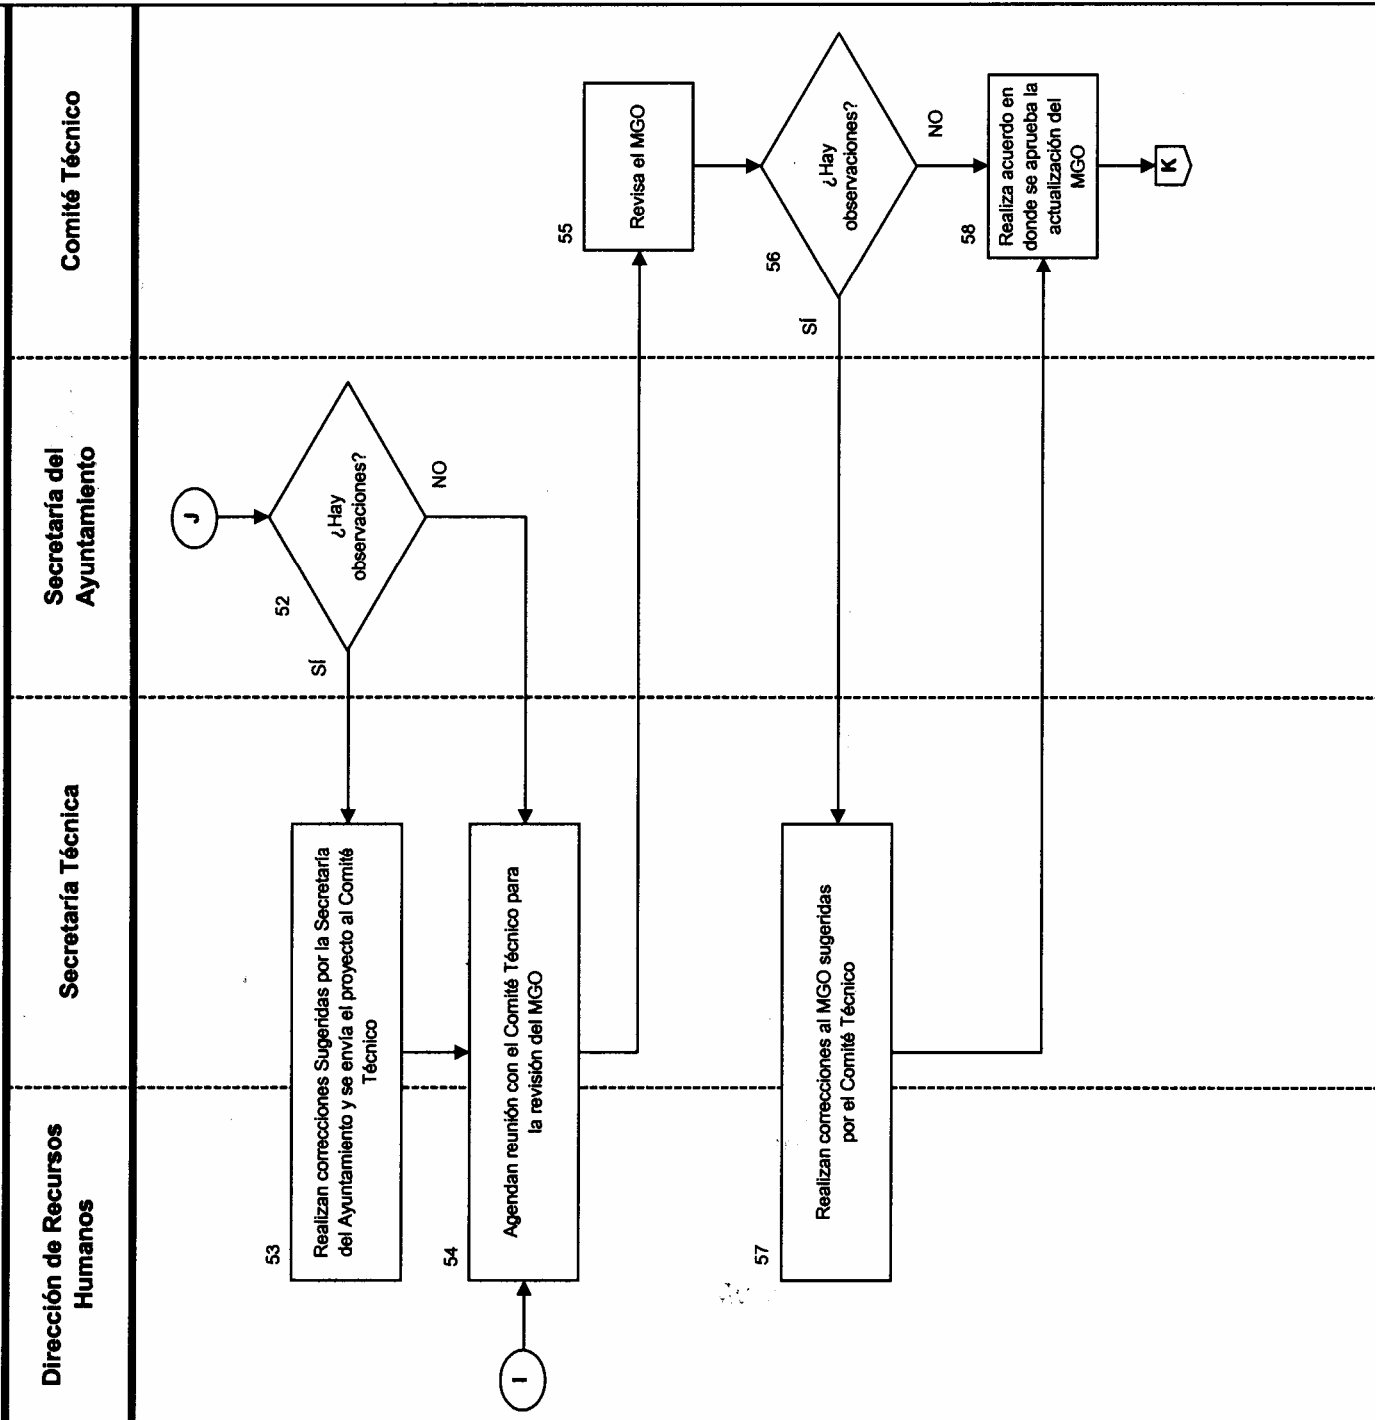 Dirección de Recursos
Humanos
Secretaría Técnica
Secretaría del
Ayuntamiento
Comité Técnico
J
52
¿Hay
observaciones?
SÍ
NO
53
Realizan correcciones Sugeridas por la Secretaría
del Ayuntamiento y se envía el proyecto al Comité
Técnico
I
54
Agendan reunión con el Comité Técnico para
la revisión del MGO
55
Revisa el MGO
56
¿Hay
observaciones?
SÍ
NO
57
Realizan correcciones al MGO sugeridas
por el Comité Técnico
58
Realiza acuerdo en
donde se aprueba la
actualización del
MGO
K